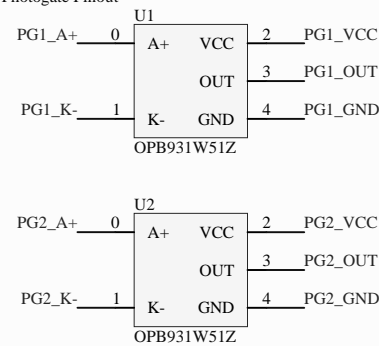 Photogate Pinout
U1
PG1_A+ 0 A+ VCC 2 PG1_VCC
OUT 3 PG1_OUT
PG1_K- 1 K- GND 4 PG1_GND
OPB931W51Z
U2
PG2_A+ 0 A+ VCC 2 PG2_VCC
OUT 3 PG2_OUT
PG2_K- 1 K- GND 4 PG2_GND
OPB931W51Z